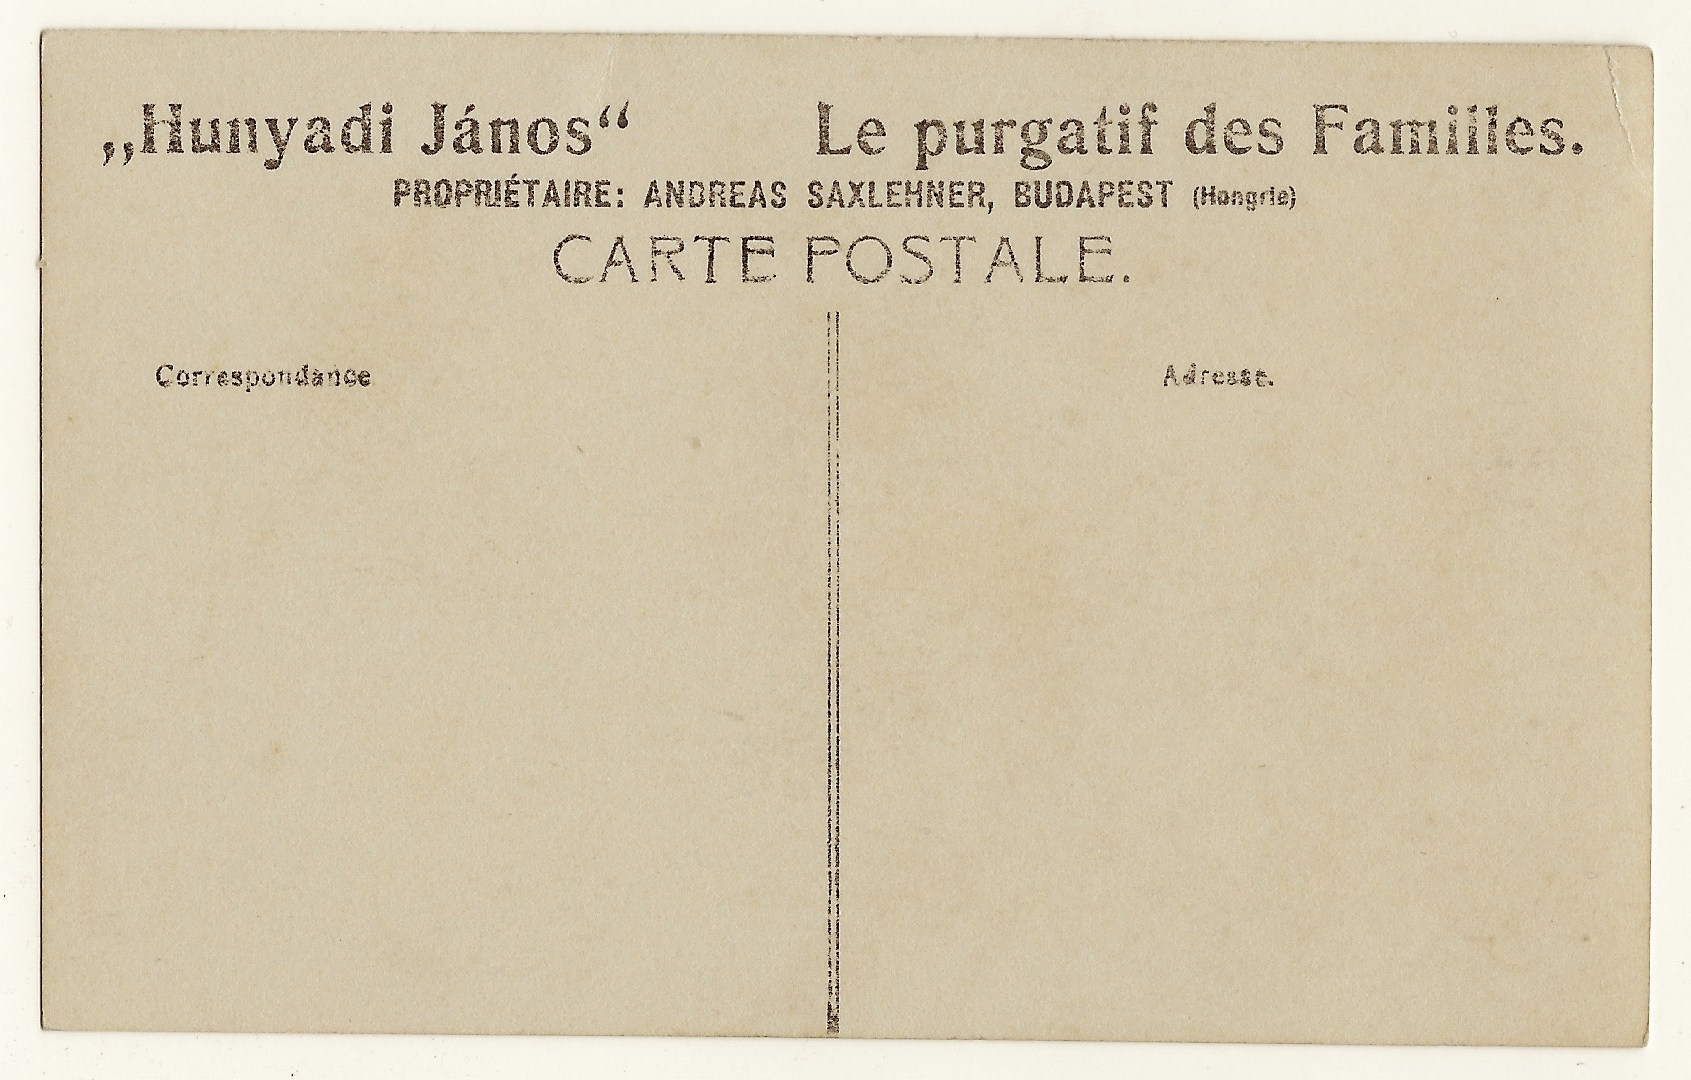 „Hunyadi János“ Le purgatif des Familles.
PROPRIÉTAIRE: ANDREAS SAXLEHNER, BUDAPEST (Hongrie)
CARTE POSTALE.
Correspondance
Adresse.